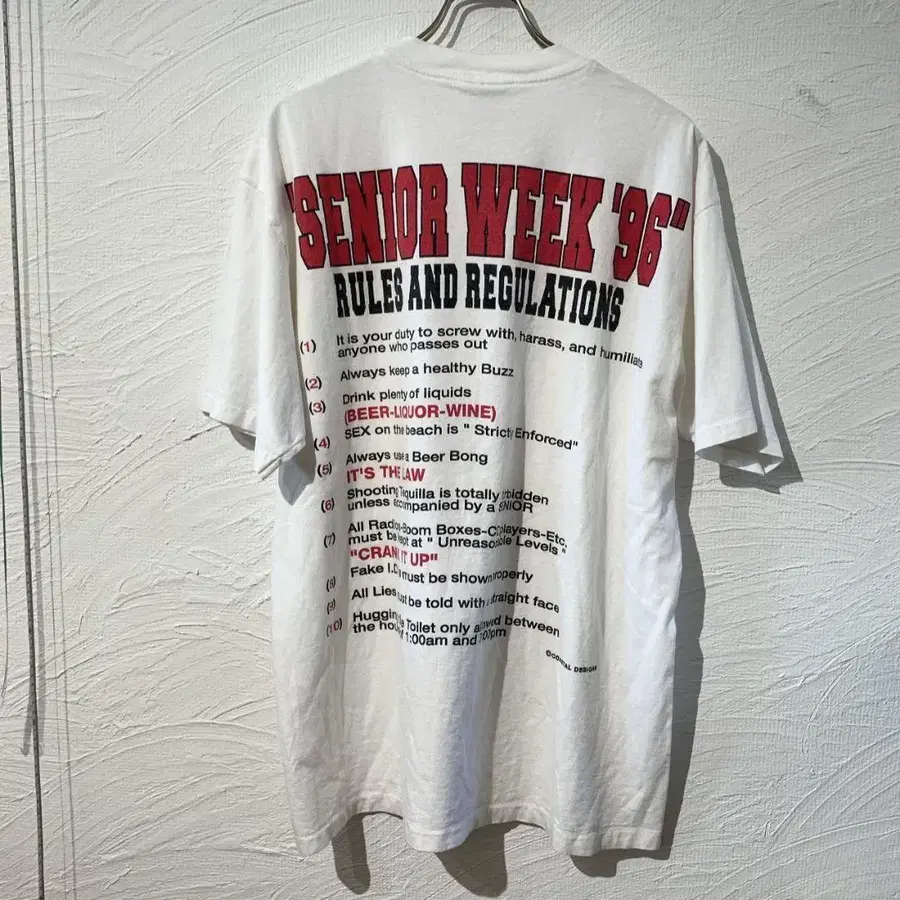 "SENIOR WEEK '96"
RULES AND REGULATIONS
(1) It is your duty to screw with, harass, and humiliate
anyone who passes out
(2) Always keep a healthy Buzz
(3) Drink plenty of liquids
(BEER-LIQUOR-WINE)
(4) SEX on the beach is " Strictly Enforced"
(5) Always use a Beer Bong
IT'S THE LAW
(6) Shooting Tequilla is totally
unless accompanied by a SENIOR
(7) All Radios-Boom Boxes-CD players-Etc.
must be kept at " Unreasonable Levels "
"CRANK IT UP"
(8) Fake I.D.'s must be shown properly
(9) All Lies must be told with a straight face
(10) Hugging the Toilet only allowed between
the hours of 1:00am and
DESIGNS